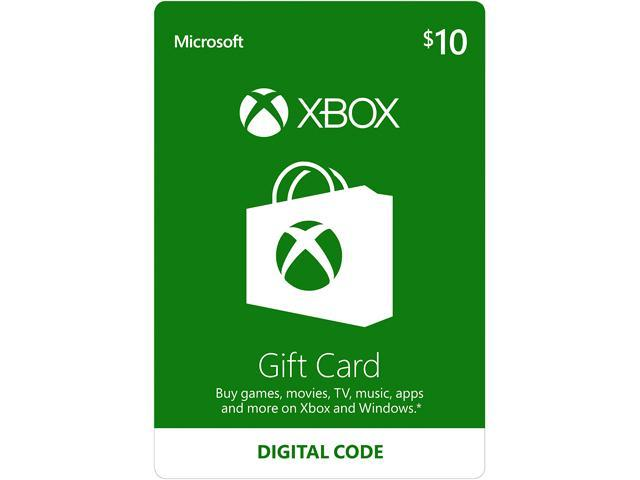 Microsoft
$10
XBOX
Gift Card
Buy games, movies, TV, music, apps
and more on Xbox and Windows.*
DIGITAL CODE